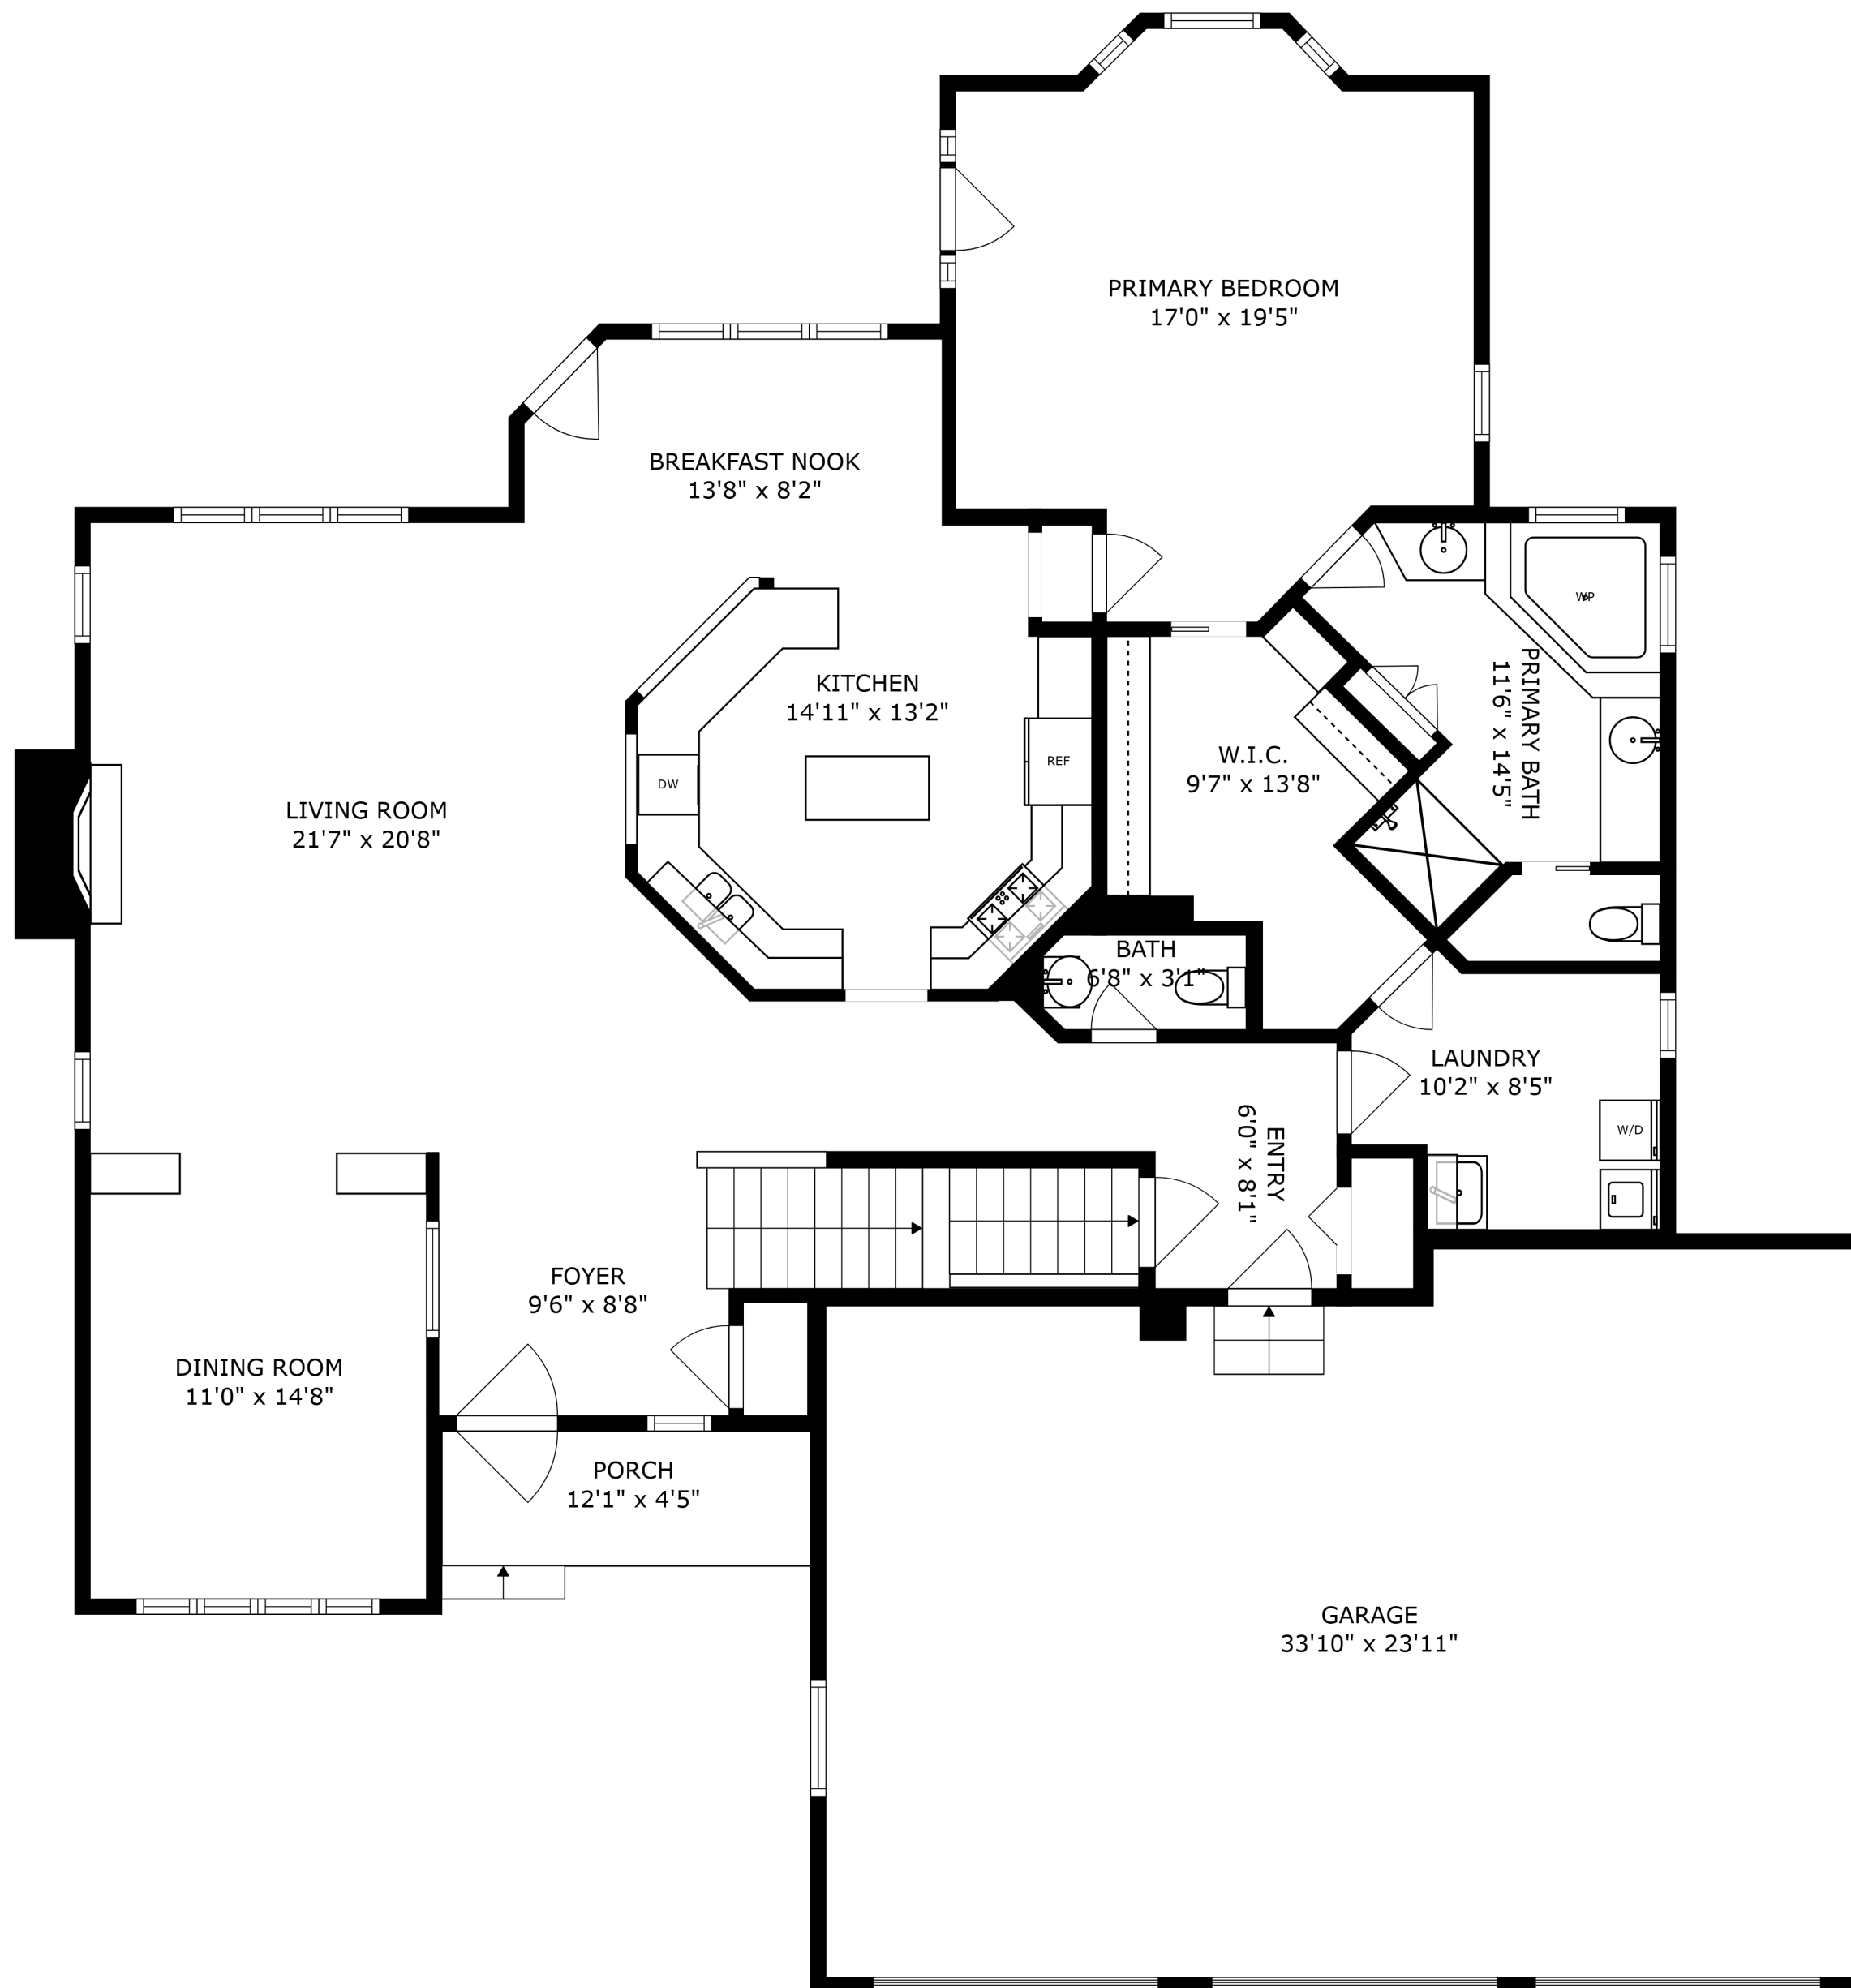 PRIMARY BEDROOM
17'0" x 19'5"
BREAKFAST NOOK
13'8" x 8'2"
WP
KITCHEN
14'11" x 13'2"
PRIMARY BATH
11'6" x 14'5"
REF
W.I.C.
9'7" x 13'8"
DW
LIVING ROOM
21'7" x 20'8"
BATH
6'8" x 3'1"
LAUNDRY
10'2" x 8'5"
W/D
ENTRY
6'0" x 8'1"
FOYER
9'6" x 8'8"
DINING ROOM
11'0" x 14'8"
PORCH
12'1" x 4'5"
GARAGE
33'10" x 23'11"